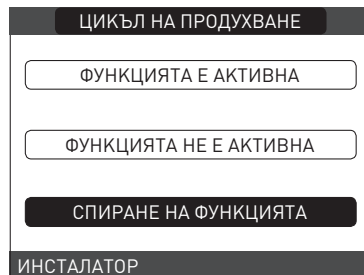 ЦИКЪЛ НА ПРОДУХВАНЕ
ФУНКЦИЯТА Е АКТИВНА
ФУНКЦИЯТА НЕ Е АКТИВНА
СПИРАНЕ НА ФУНКЦИЯТА
ИНСТАЛАТОР